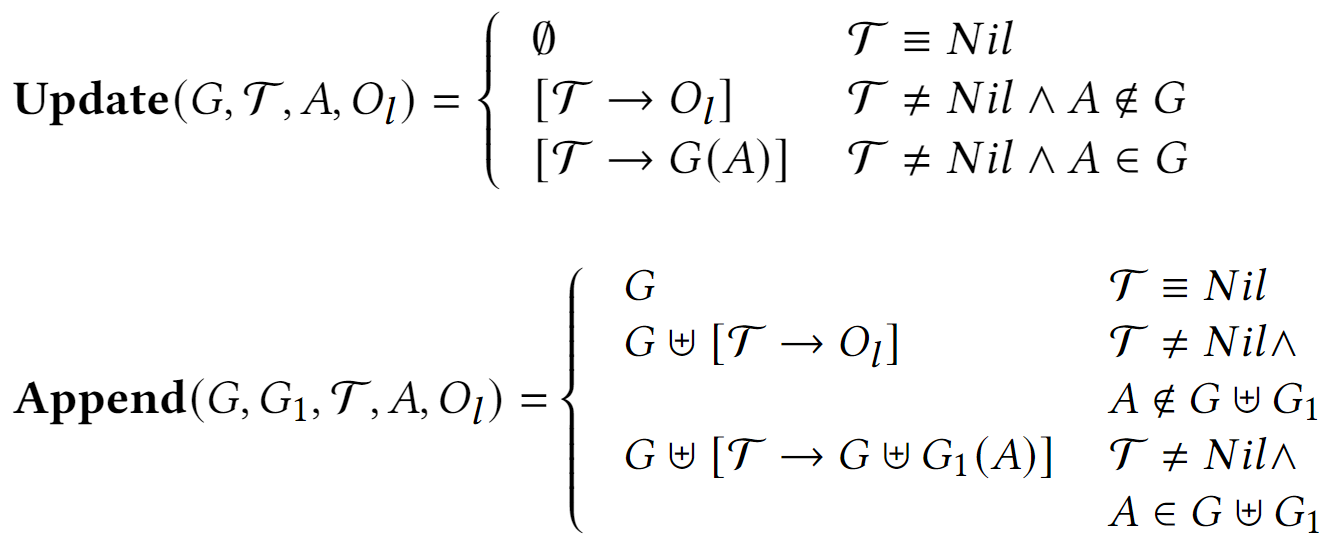 ∅ 𝒯 ≡ Nil
Update(G, 𝒯, A, O_l) = { [𝒯 → O_l] 𝒯 ≠ Nil ∧ A ∉ G
[𝒯 → G(A)] 𝒯 ≠ Nil ∧ A ∈ G
G 𝒯 ≡ Nil
G ⊎ [𝒯 → O_l] 𝒯 ≠ Nil∧
Append(G, G_1, 𝒯, A, O_l) = { A ∉ G ⊎ G_1
G ⊎ [𝒯 → G ⊎ G_1(A)] 𝒯 ≠ Nil∧
A ∈ G ⊎ G_1